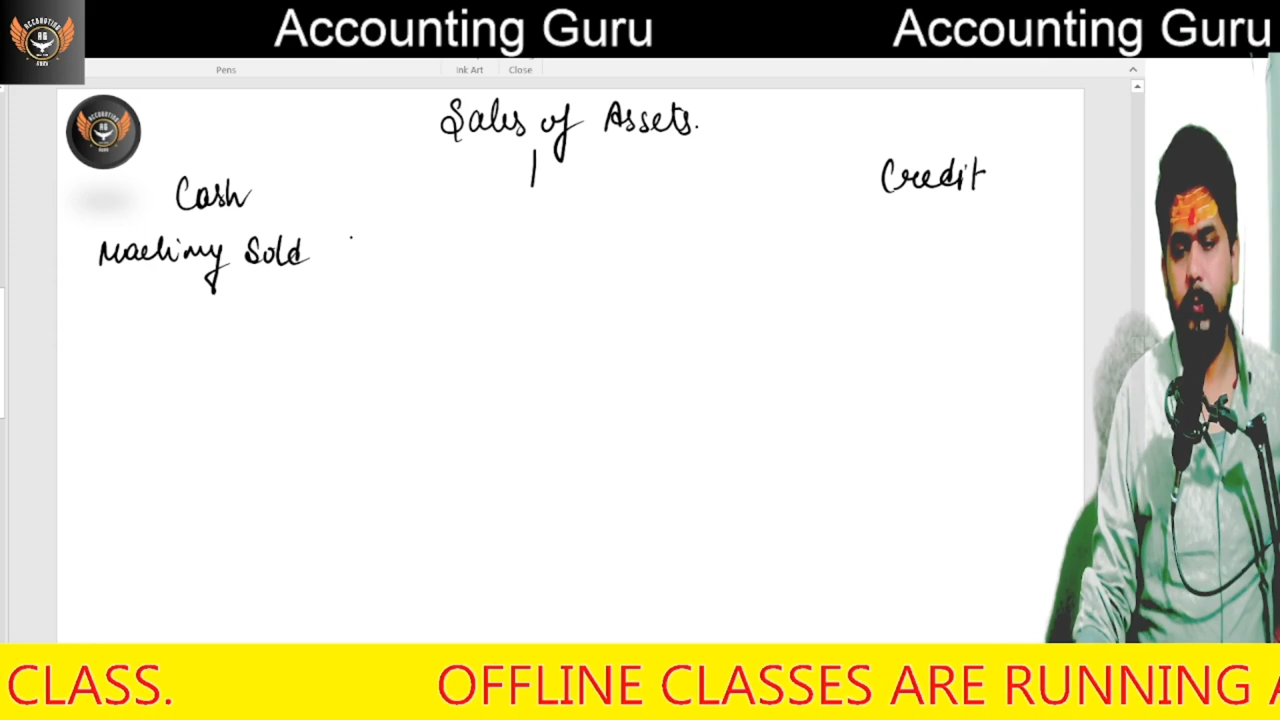 Accounting Guru Accounting Guru
Pens Ink Art Close
Sales of Assets.
Cash Credit
Machinery Sold
CLASS. OFFLINE CLASSES ARE RUNNING A